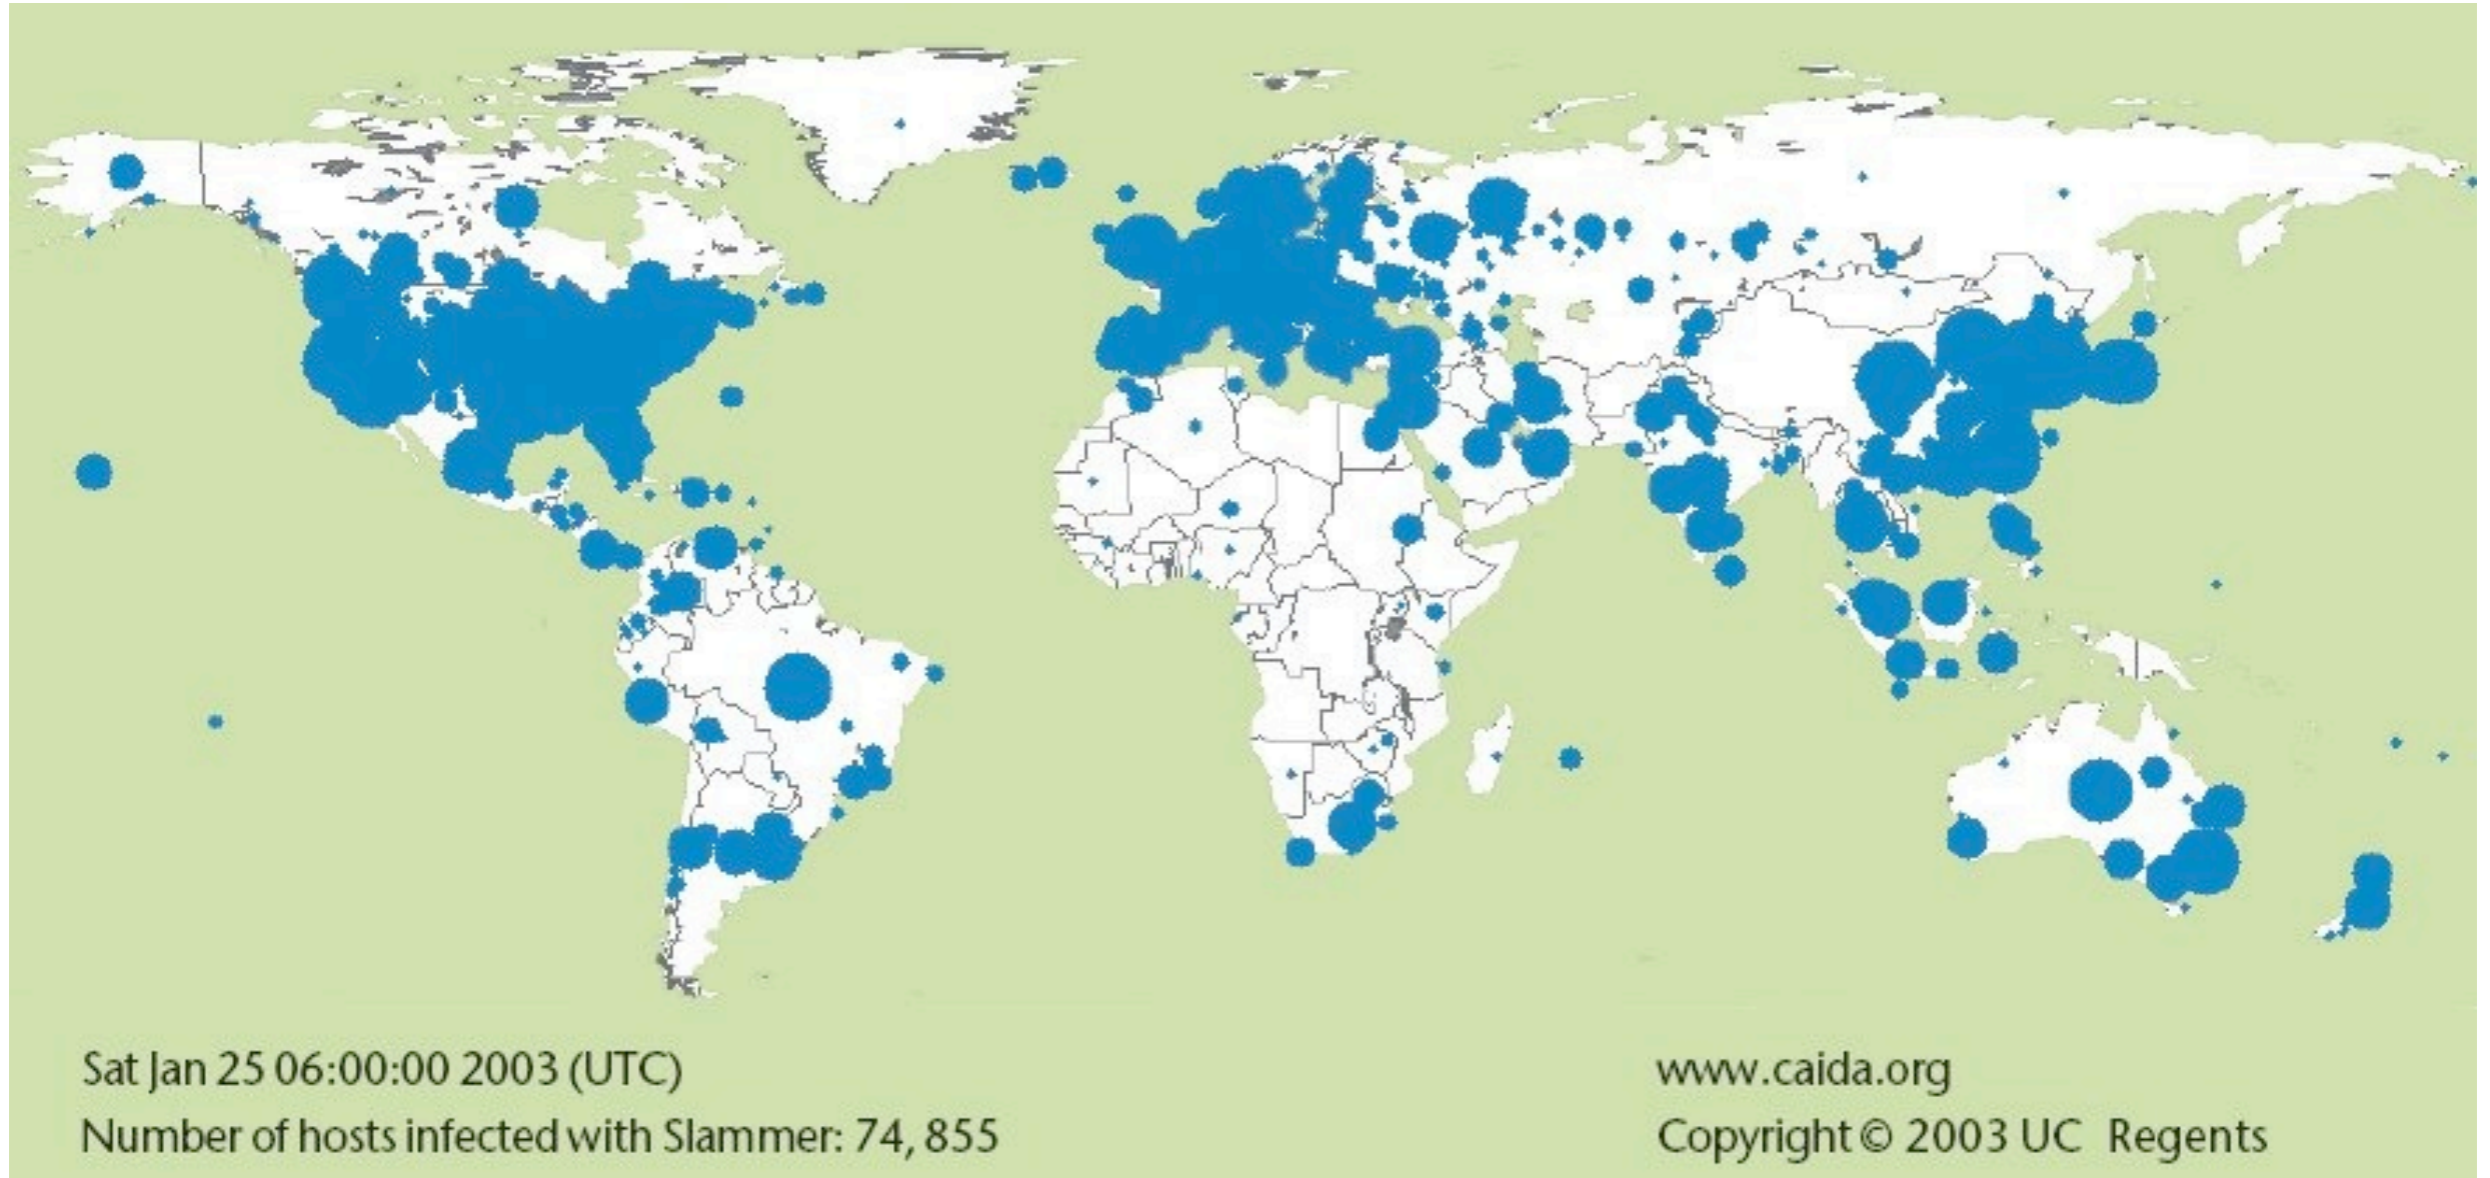 Sat Jan 25 06:00:00 2003 (UTC)
Number of hosts infected with Slammer: 74, 855
www.caida.org
Copyright © 2003 UC Regents